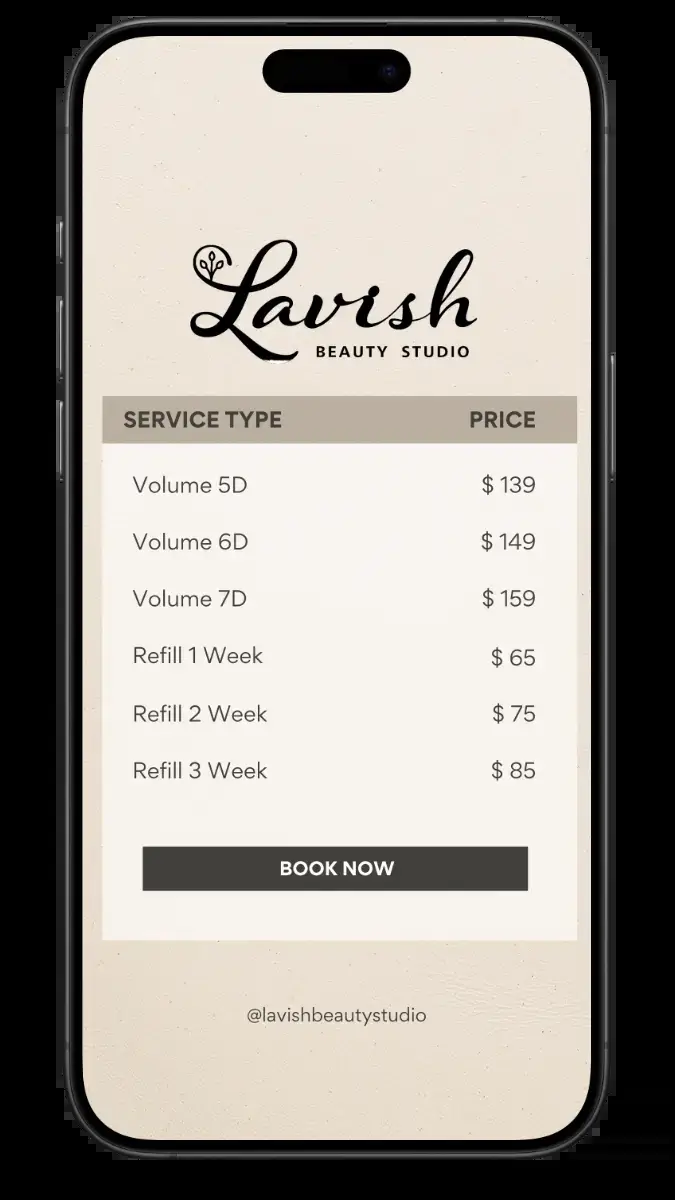 Lavish
BEAUTY STUDIO
SERVICE TYPE PRICE
Volume 5D $ 139
Volume 6D $ 149
Volume 7D $ 159
Refill 1 Week $ 65
Refill 2 Week $ 75
Refill 3 Week $ 85
BOOK NOW
@lavishbeautystudio